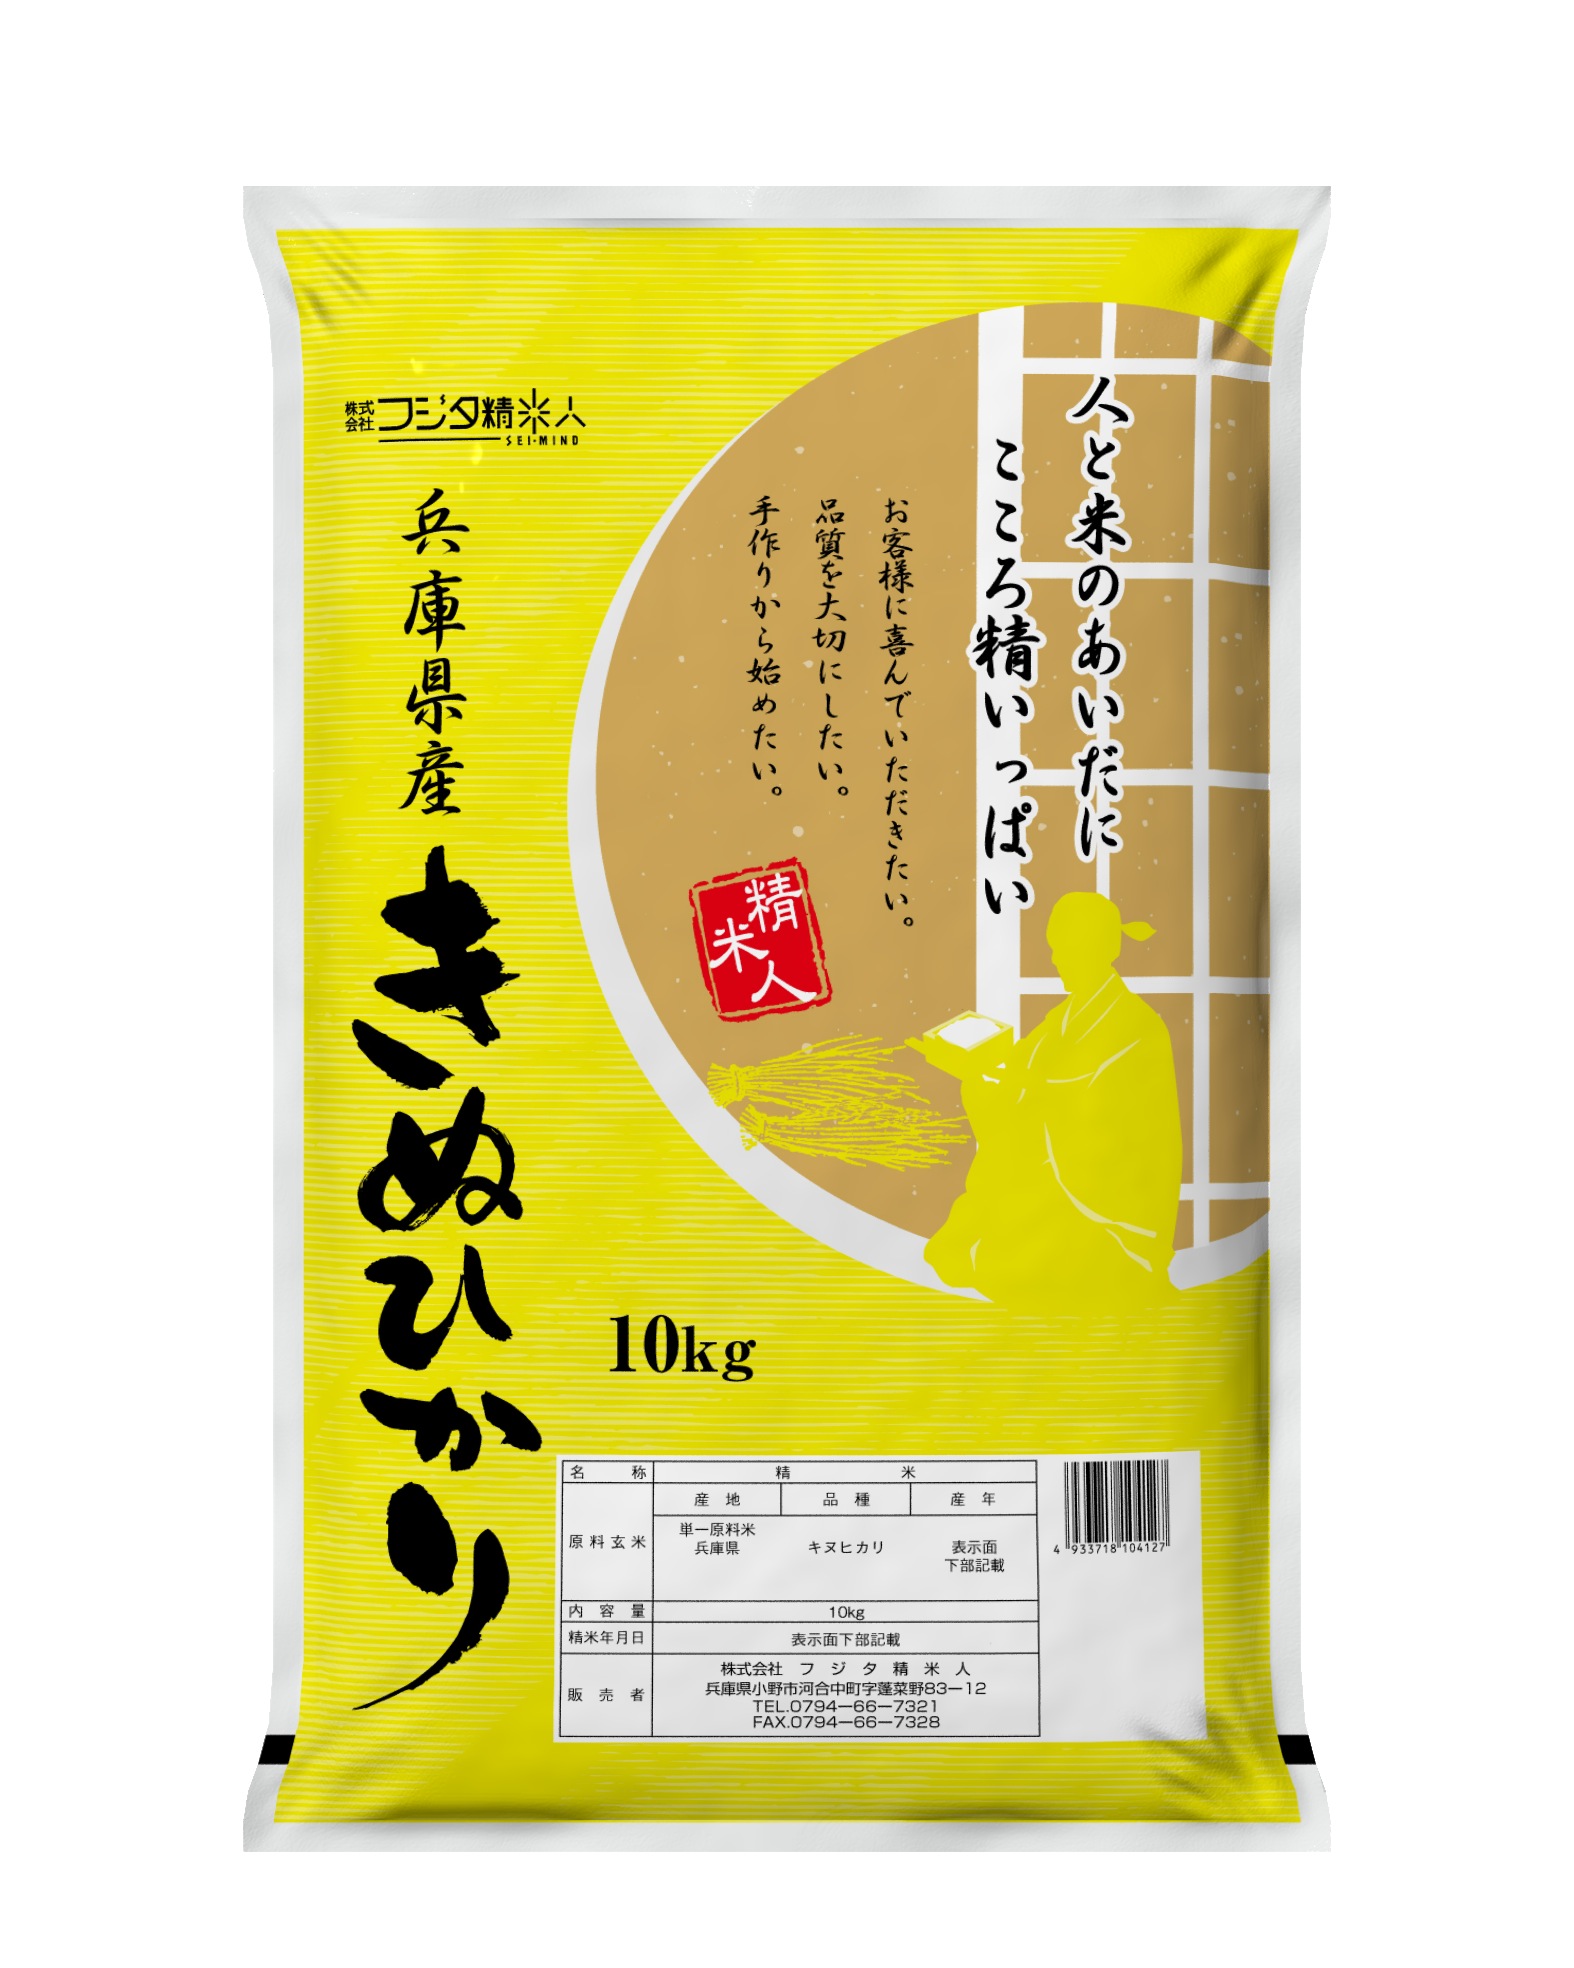 株式会社 フジタ精米人
SEI-MIND
兵庫県産
きぬひかり
人と米のあいだに
こころ精いっぱい
お客様に喜んでいただきたい。
品質を大切にしたい。
手作りから始めたい。
精米人
10kg
名称 精米
原料玄米 産地 品種 産年
単一原料米
兵庫県 キヌヒカリ 表示面
下部記載
内容量 10kg
精米年月日 表示面下部記載
販売者 株式会社 フジタ精米人
兵庫県小野市河合中町字蓬菜野83-12
TEL.0794-66-7321
FAX.0794-66-7328
4 933718 104127